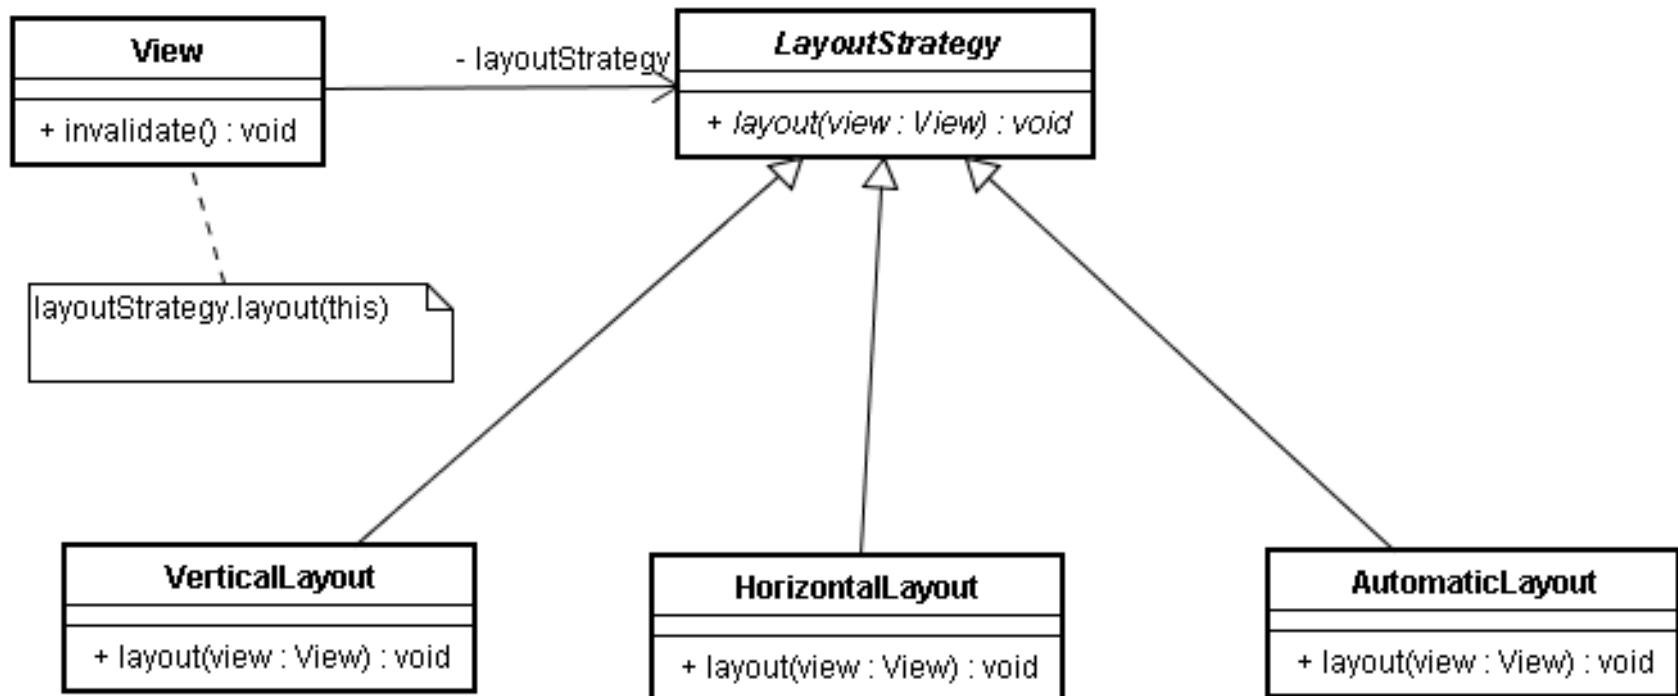 View
- layoutStrategy
LayoutStrategy
+ invalidate() : void
+ layout(view : View) : void
layoutStrategy.layout(this)
VerticalLayout
+ layout(view : View) : void
HorizontalLayout
+ layout(view : View) : void
AutomaticLayout
+ layout(view : View) : void